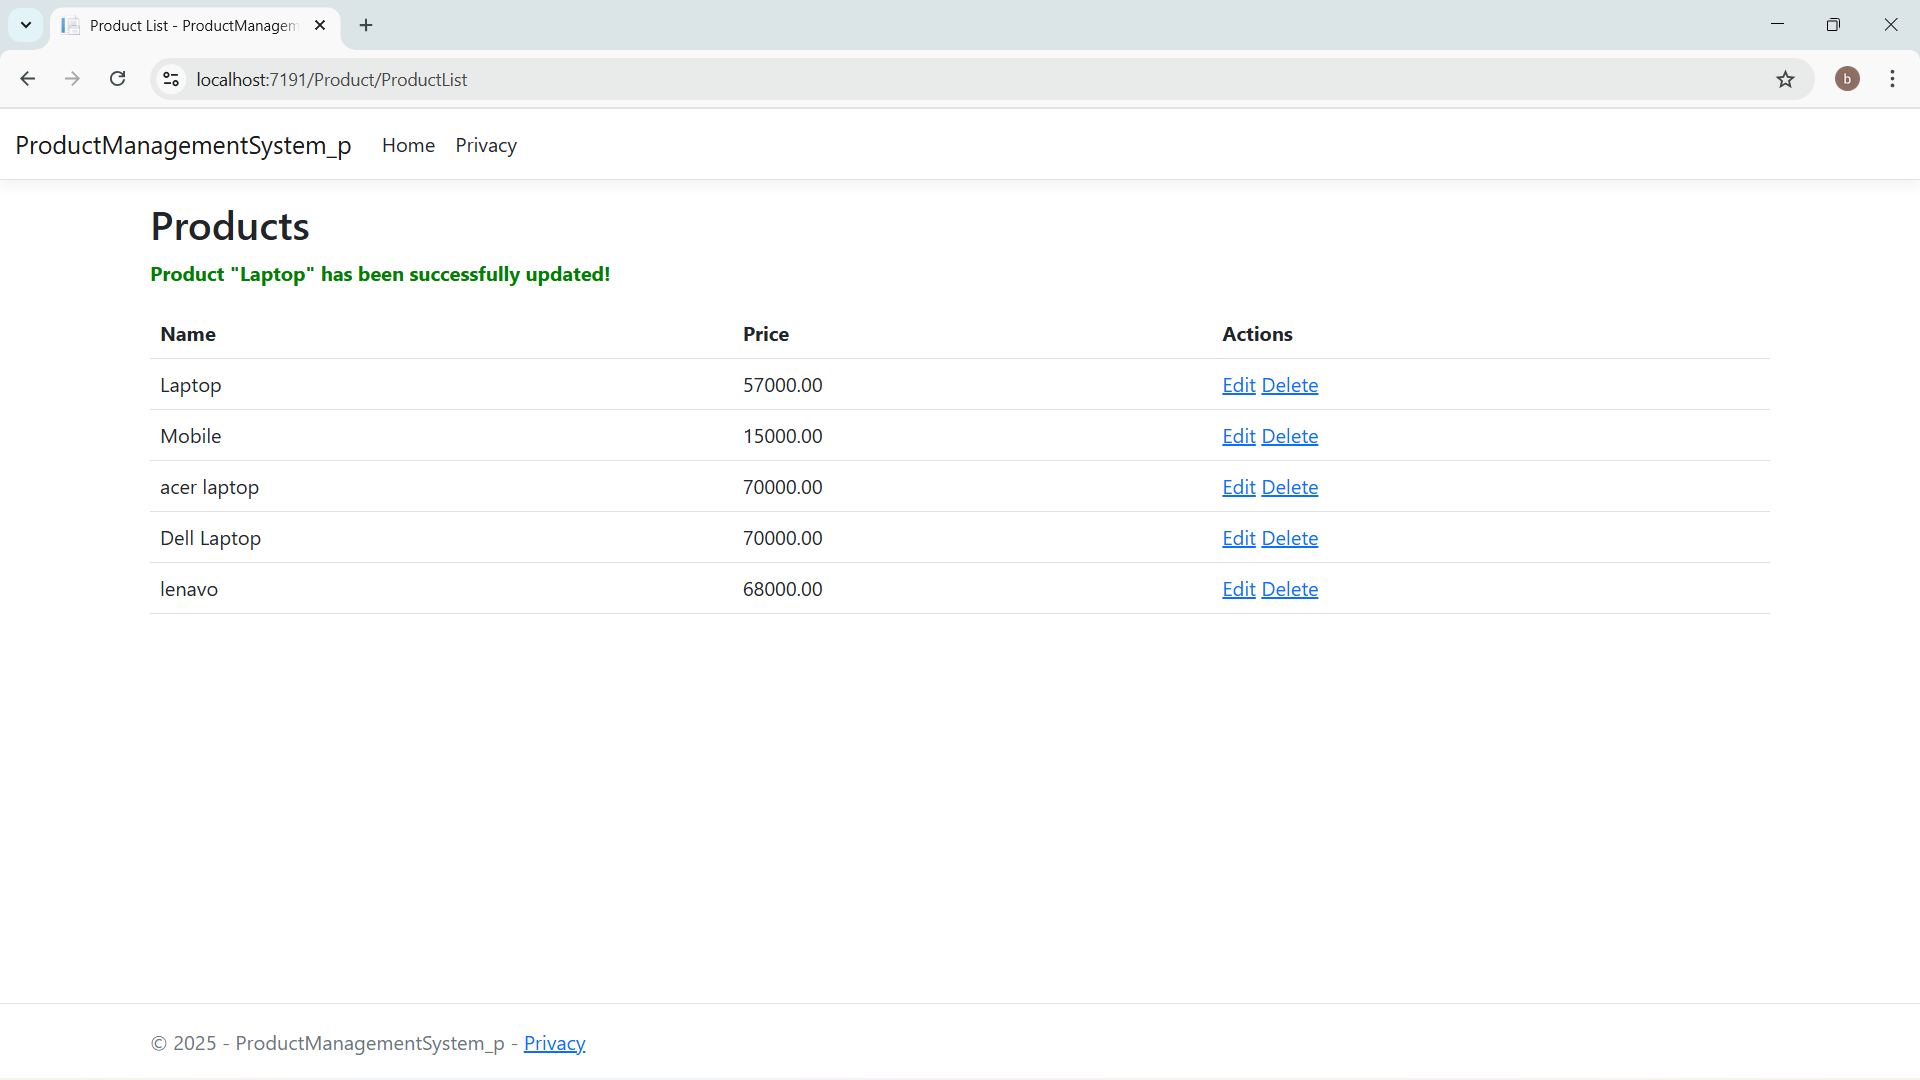 Product List - ProductManagem
localhost:7191/Product/ProductList
b
ProductManagementSystem_p Home Privacy
Products
Product "Laptop" has been successfully updated!
Name Price Actions
Laptop 57000.00 Edit Delete
Mobile 15000.00 Edit Delete
acer laptop 70000.00 Edit Delete
Dell Laptop 70000.00 Edit Delete
lenavo 68000.00 Edit Delete
© 2025 - ProductManagementSystem_p - Privacy